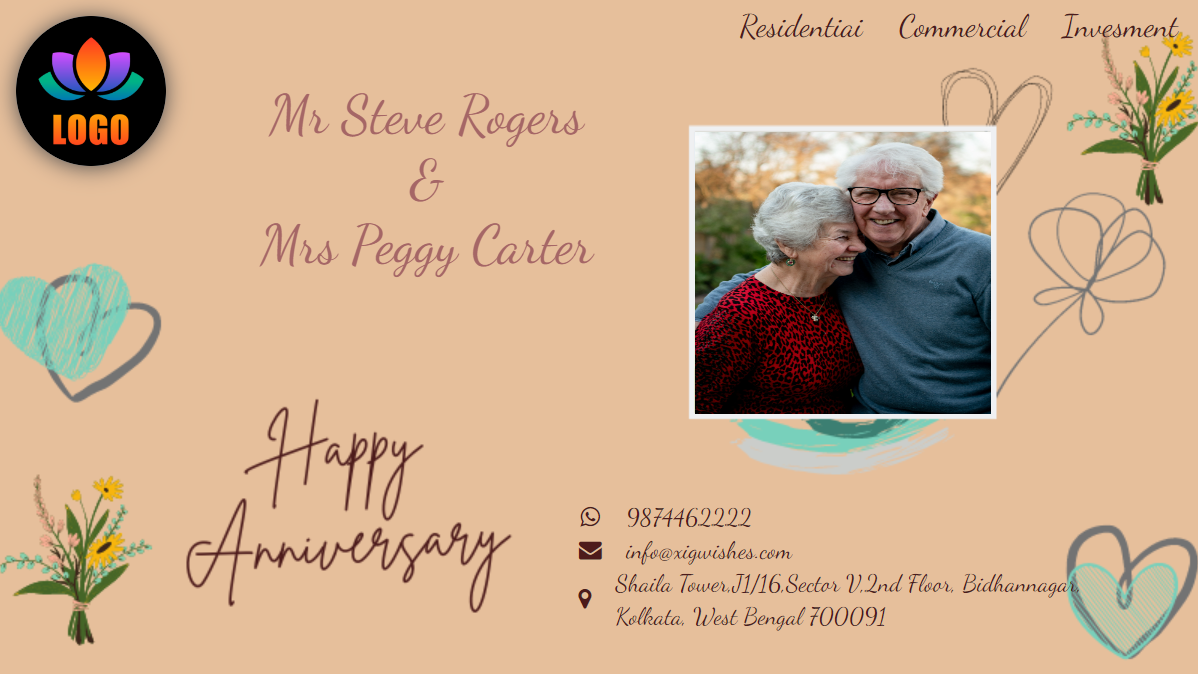 LOGO
Residentiai Commercial Invesment
Mr Steve Rogers
&
Mrs Peggy Carter
Happy
Anniversary
9874462222
info@xigwishes.com
Shaila Tower,J1/16,Sector V,2nd Floor, Bidhannagar,
Kolkata, West Bengal 700091